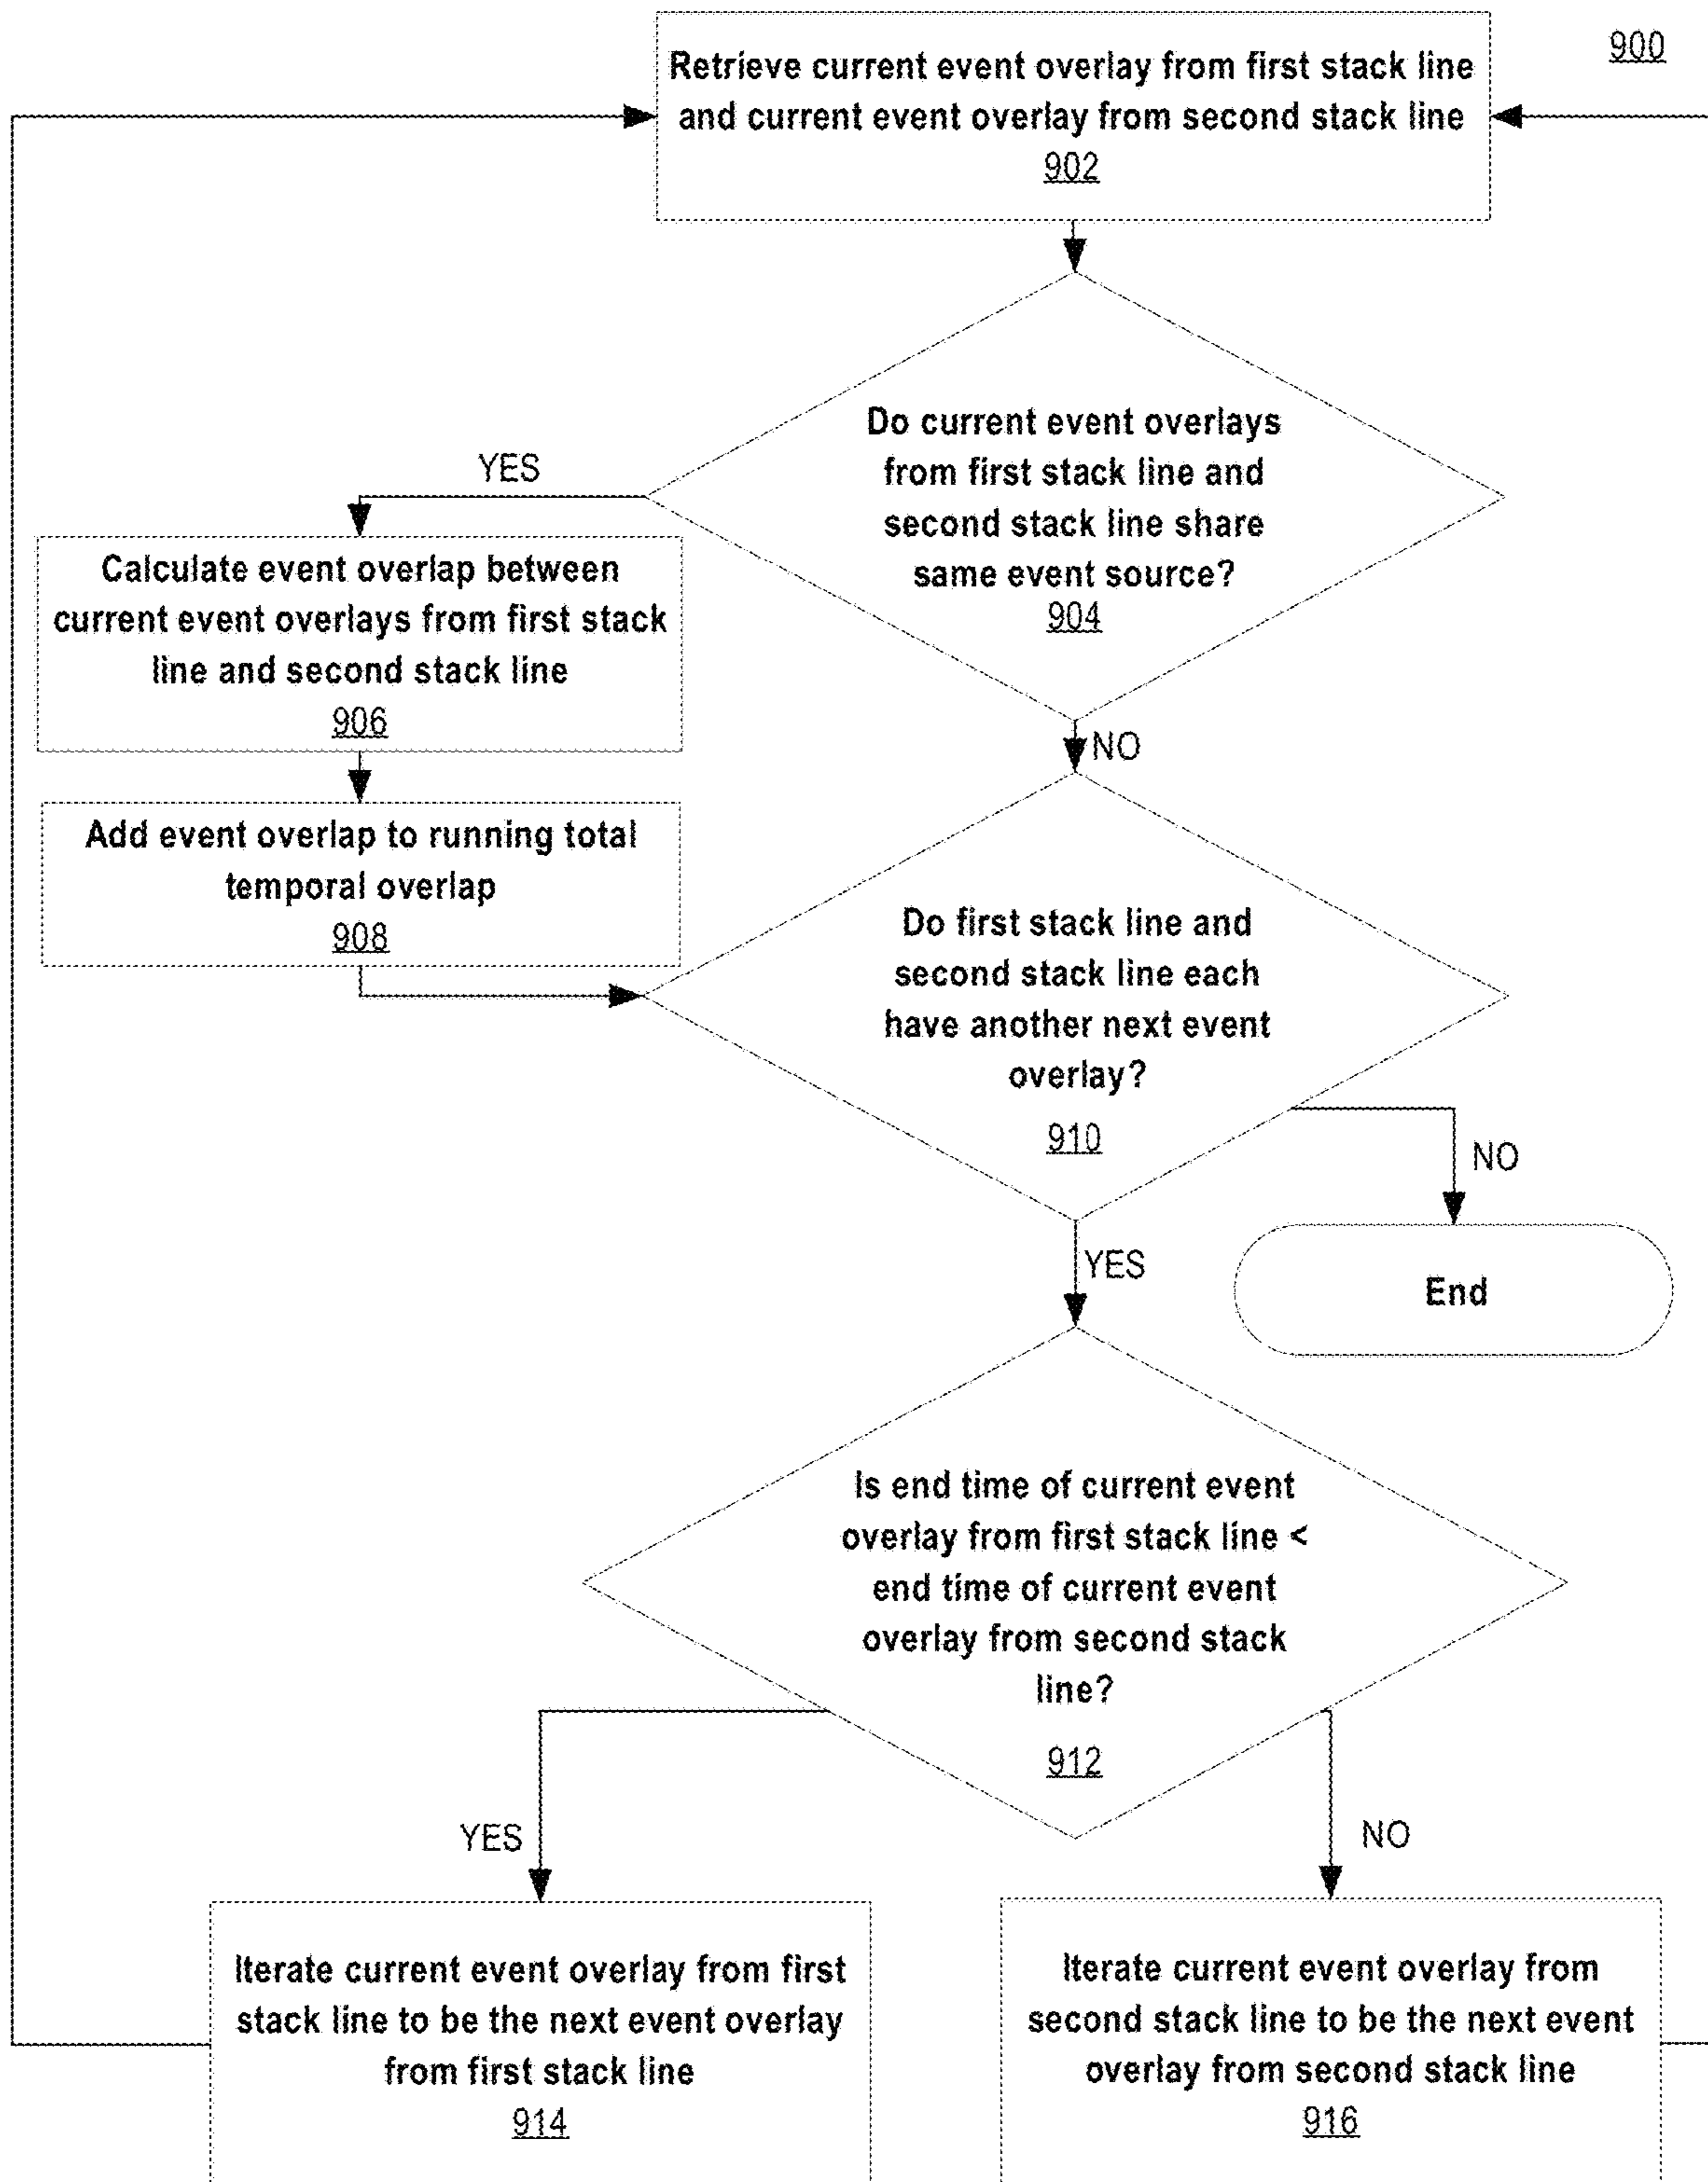 900
Retrieve current event overlay from first stack line
and current event overlay from second stack line
902
Do current event overlays
from first stack line and
second stack line share
same event source?
904
YES
NO
Calculate event overlap between
current event overlays from first stack
line and second stack line
906
Add event overlap to running total
temporal overlap
908
Do first stack line and
second stack line each
have another next event
overlay?
910
NO
End
YES
Is end time of current event
overlay from first stack line <
end time of current event
overlay from second stack
line?
912
YES
NO
Iterate current event overlay from first
stack line to be the next event overlay
from first stack line
914
Iterate current event overlay from
second stack line to be the next event
overlay from second stack line
916